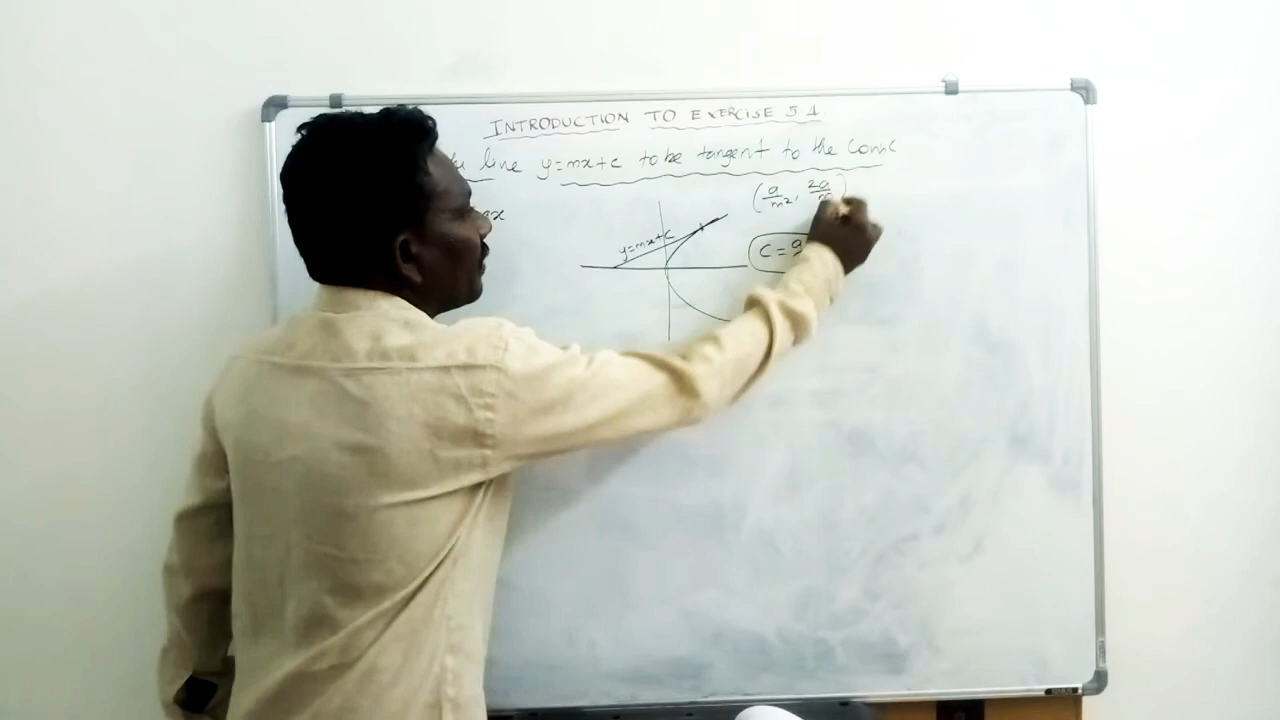 INTRODUCTION TO EXERCISE 5.1
line y=mx+c to be tangent to the conic
(a/m², 2a/m)
y=mx+c
c=